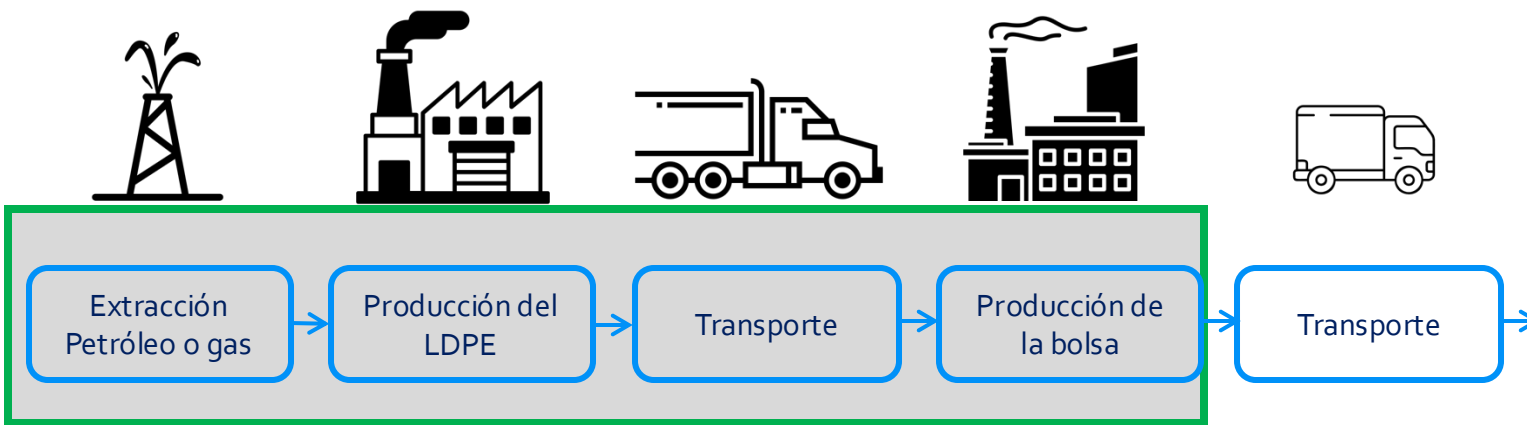 Extracción
Petróleo o gas
Producción del
LDPE
Transporte
Producción de
la bolsa
Transporte